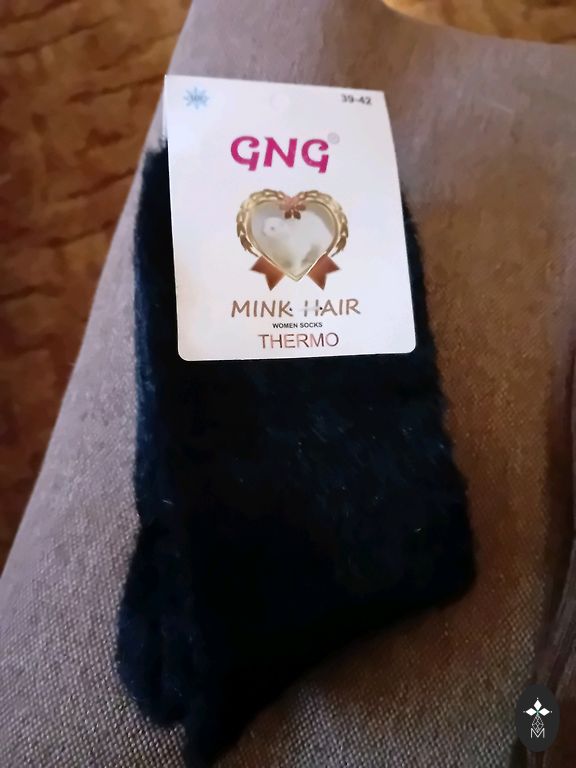 39-42
GNG®
MINK HAIR
WOMEN SOCKS
THERMO
M